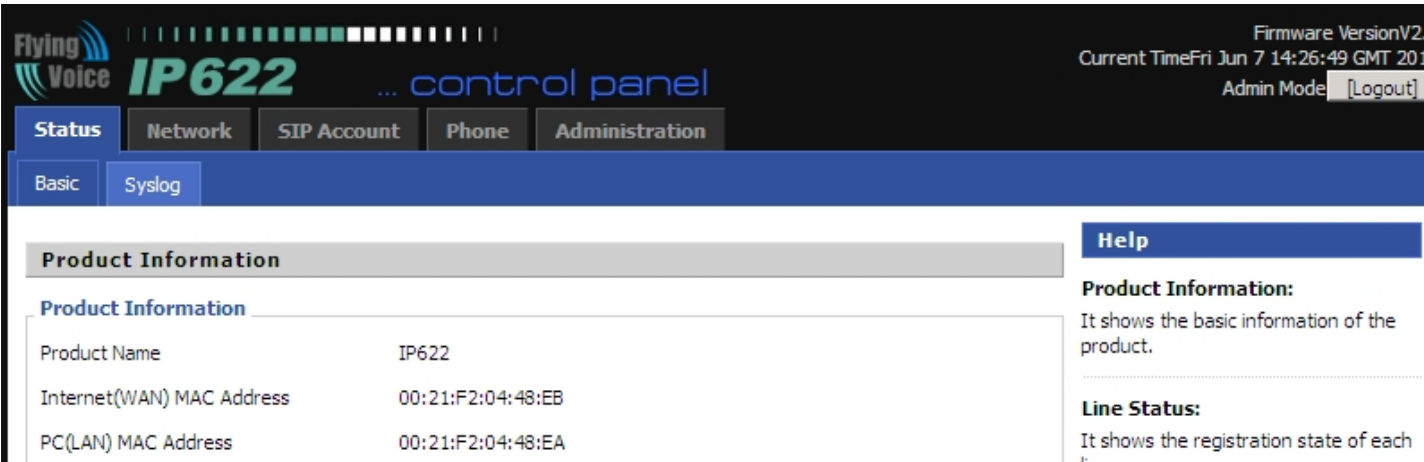 Flying Voice
IP622 ... control panel
Firmware VersionV2.
Current TimeFri Jun 7 14:26:49 GMT 201
Admin Mode [Logout]
Status Network SIP Account Phone Administration
Basic Syslog
Product Information
Product Information
Product Name IP622
Internet(WAN) MAC Address 00:21:F2:04:48:EB
PC(LAN) MAC Address 00:21:F2:04:48:EA
Help
Product Information:
It shows the basic information of the
product.
Line Status:
It shows the registration state of each